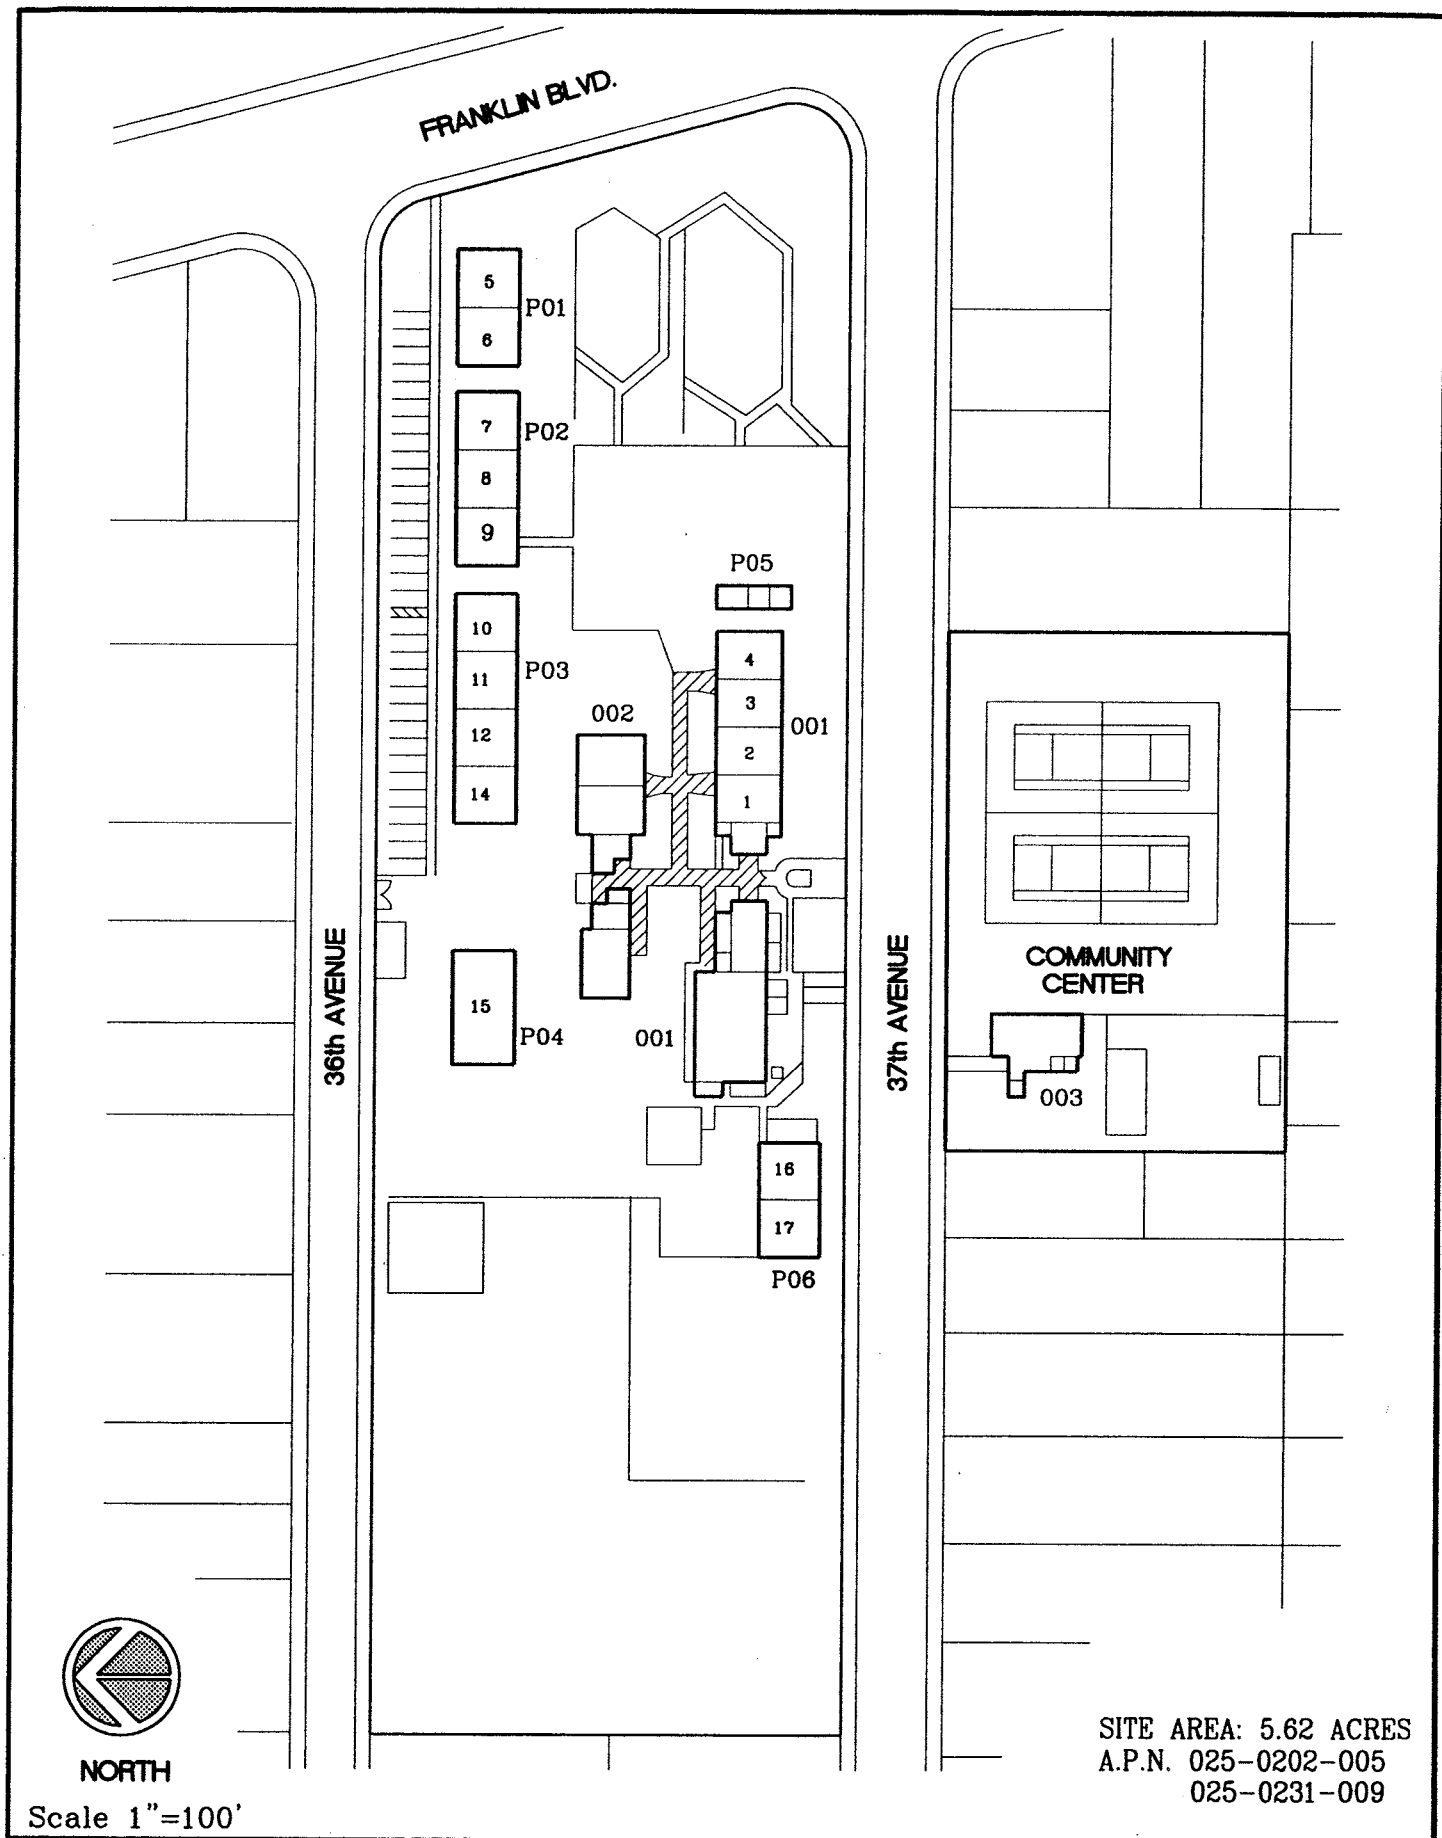 FRANKLIN BLVD.
5
P01
6
7
P02
8
9
P05
10
4
11
P03
3
002
001
12
2
14
1
36th AVENUE
37th AVENUE
COMMUNITY
CENTER
15
P04
001
003
16
17
P06
NORTH
Scale 1"=100'
SITE AREA: 5.62 ACRES
A.P.N. 025-0202-005
025-0231-009